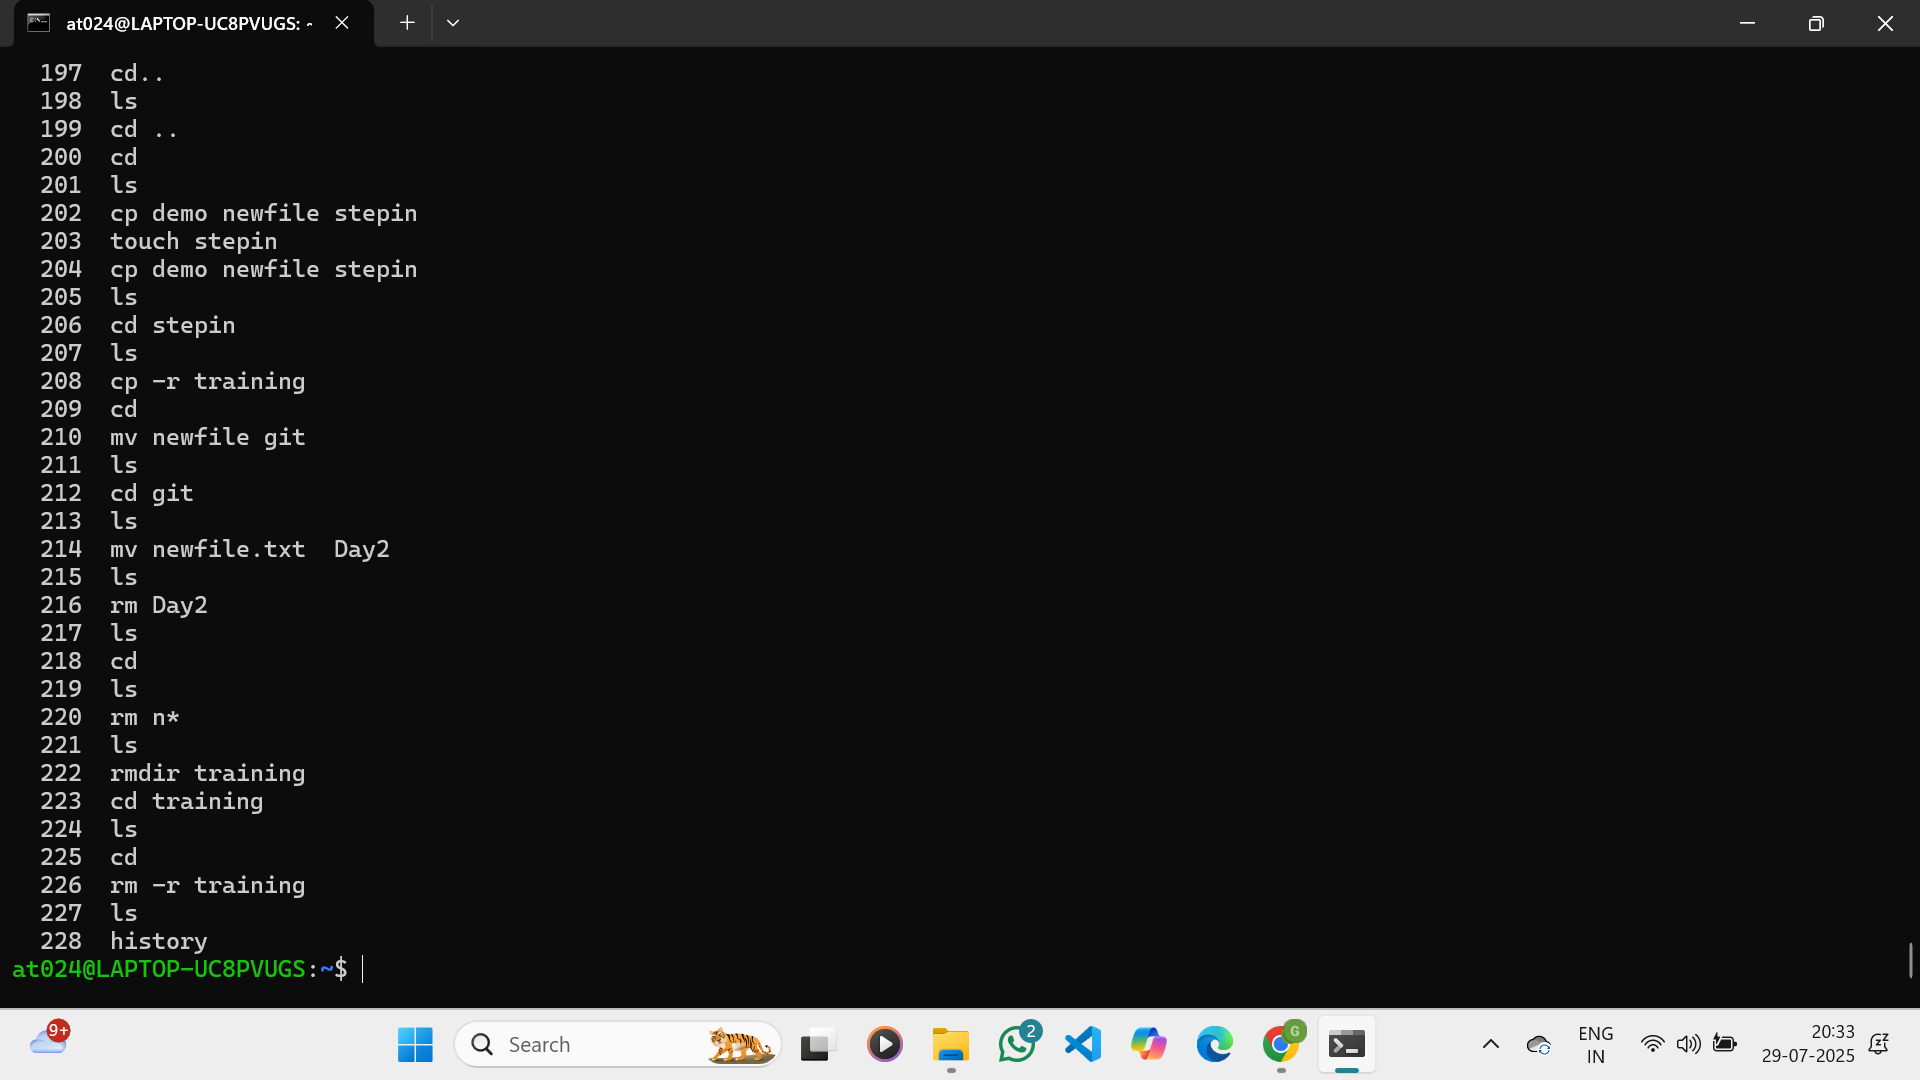 at024@LAPTOP-UC8PVUGS: ~
197 cd..
198 ls
199 cd ..
200 cd
201 ls
202 cp demo newfile stepin
203 touch stepin
204 cp demo newfile stepin
205 ls
206 cd stepin
207 ls
208 cp -r training
209 cd
210 mv newfile git
211 ls
212 cd git
213 ls
214 mv newfile.txt  Day2
215 ls
216 rm Day2
217 ls
218 cd
219 ls
220 rm n*
221 ls
222 rmdir training
223 cd training
224 ls
225 cd
226 rm -r training
227 ls
228 history
at024@LAPTOP-UC8PVUGS:~$
9+
Search
2
G
ENG
IN
20:33
29-07-2025